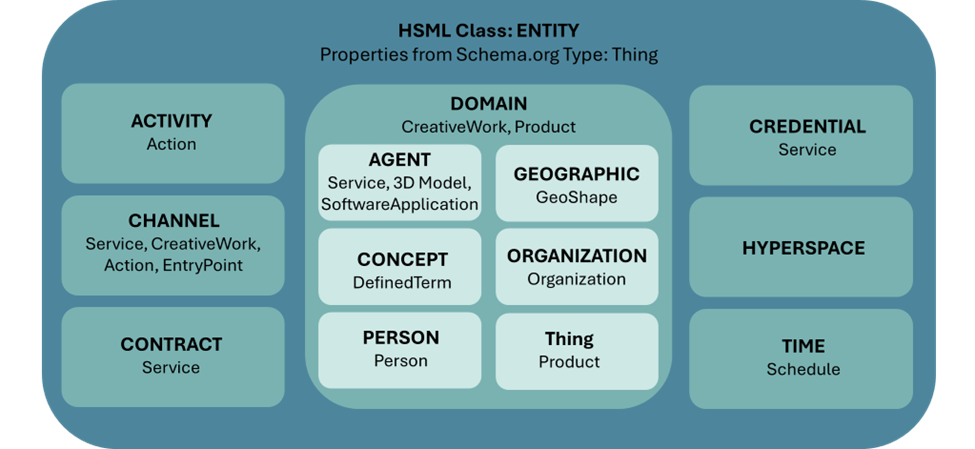 HSML Class: ENTITY
Properties from Schema.org Type: Thing
ACTIVITY
Action
CHANNEL
Service, CreativeWork,
Action, EntryPoint
CONTRACT
Service
DOMAIN
CreativeWork, Product
AGENT
Service, 3D Model,
SoftwareApplication
GEOGRAPHIC
GeoShape
CONCEPT
DefinedTerm
ORGANIZATION
Organization
PERSON
Person
Thing
Product
CREDENTIAL
Service
HYPERSPACE
TIME
Schedule